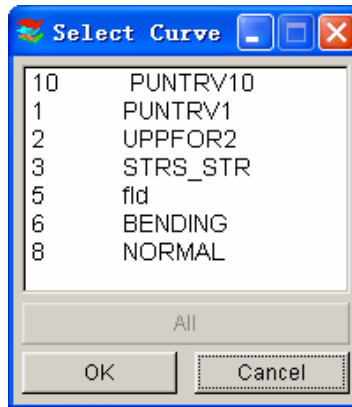 Select Curve
10 PUNTRV10
1 PUNTRV1
2 UPPFOR2
3 STRS_STR
5 fld
6 BENDING
8 NORMAL
All
OK Cancel